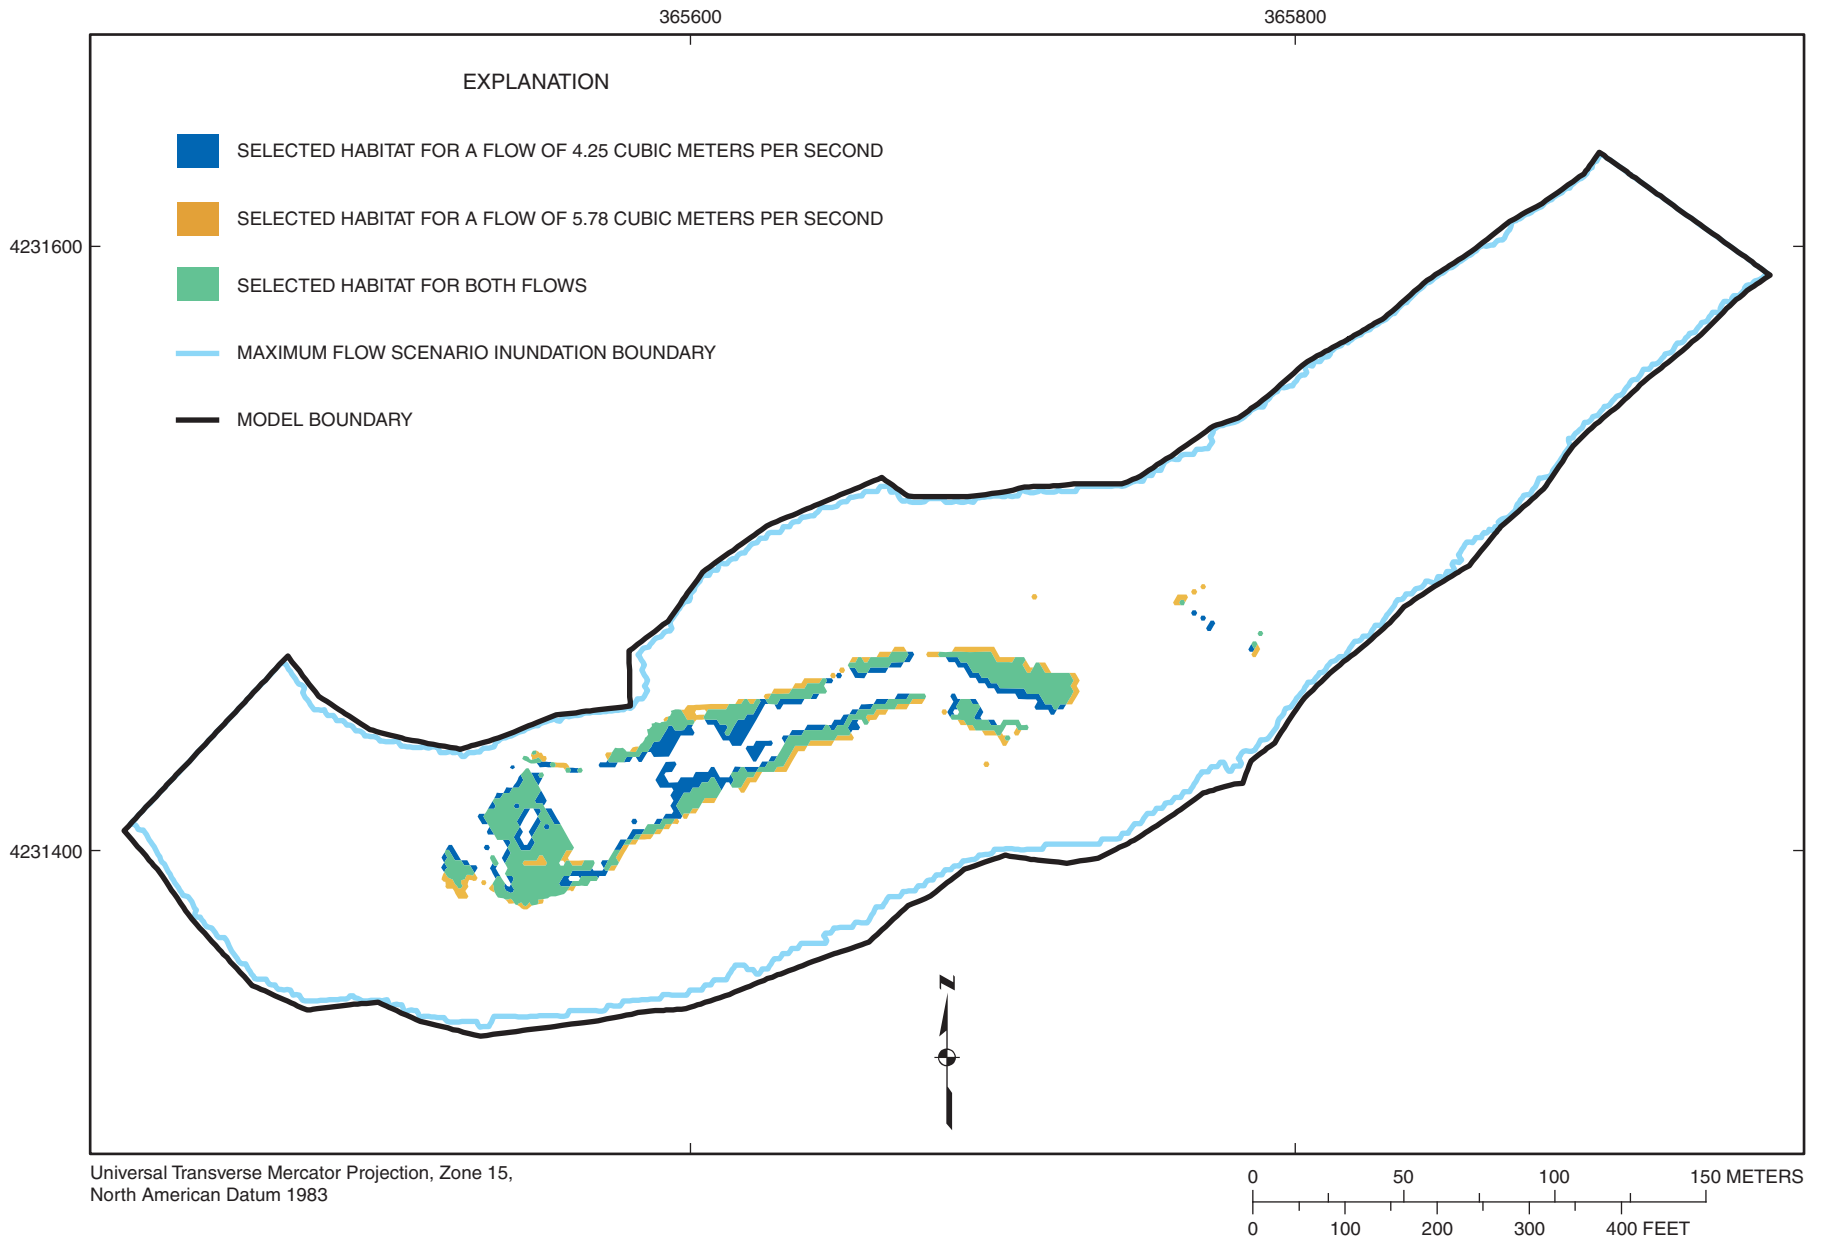 365600 365800
EXPLANATION
SELECTED HABITAT FOR A FLOW OF 4.25 CUBIC METERS PER SECOND
SELECTED HABITAT FOR A FLOW OF 5.78 CUBIC METERS PER SECOND
4231600
SELECTED HABITAT FOR BOTH FLOWS
MAXIMUM FLOW SCENARIO INUNDATION BOUNDARY
MODEL BOUNDARY
4231400
N
Universal Transverse Mercator Projection, Zone 15,
North American Datum 1983
0 50 100 150 METERS
0 100 200 300 400 FEET